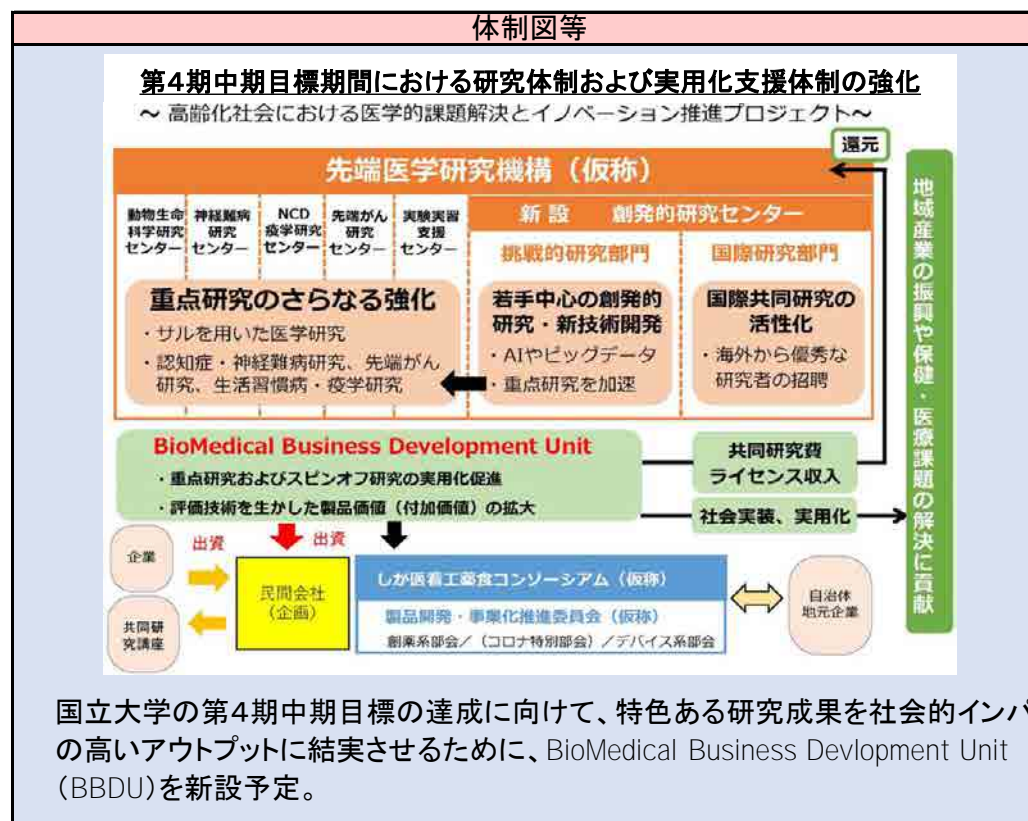 体制図等
第4期中期目標期間における研究体制および実用化支援体制の強化
～ 高齢化社会における医学的課題解決とイノベーション推進プロジェクト～
還元
先端医学研究機構（仮称）
動物生命
科学研究
センター
神経難病
研究
センター
NCD
疫学研究
センター
先端がん
研究
センター
実験実習
支援
センター
新設　創発的研究センター
挑戦的研究部門
国際研究部門
重点研究のさらなる強化
・サルを用いた医学研究
・認知症・神経難病研究、先端がん
研究、生活習慣病・疫学研究
若手中心の創発的
研究・新技術開発
・AIやビッグデータ
・重点研究を加速
国際共同研究の
活性化
・海外から優秀な
研究者の招聘
地域産業の振興や保健・医療課題の解決に貢献
BioMedical Business Development Unit
・重点研究およびスピンオフ研究の実用化促進
・評価技術を生かした製品価値（付加価値）の拡大
共同研究費
ライセンス収入
社会実装、実用化
企業
出資
出資
共同研
究講座
民間会社
（企画）
しが医看工薬食コンソーシアム（仮称）
製品開発・事業化推進委員会（仮称）
創薬系部会／（コロナ特別部会）／デバイス系部会
自治体
地元企業
国立大学の第4期中期目標の達成に向けて、特色ある研究成果を社会的インパ
の高いアウトプットに結実させるために、BioMedical Business Devlopment Unit
（BBDU）を新設予定。